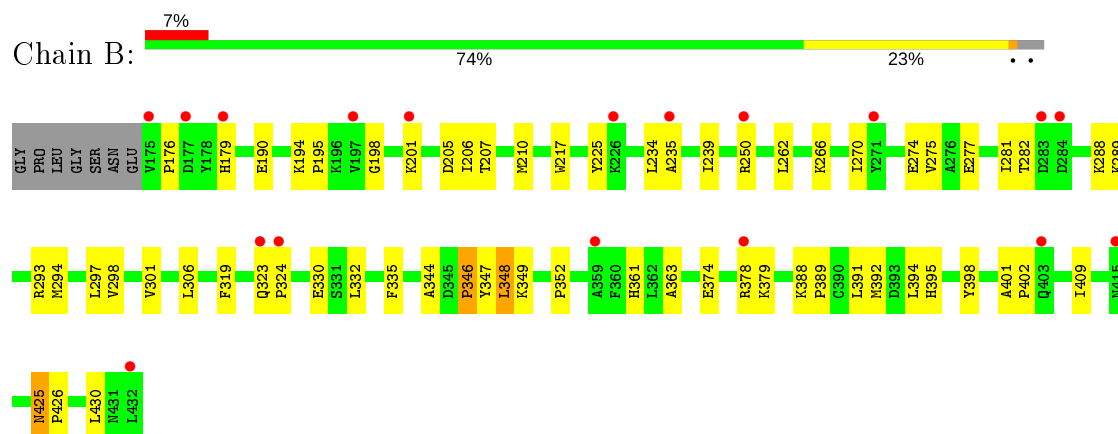 7%
Chain B:
74% 23% • •
GLY PRO LEU GLY SER ASN GLU V175 P176 D177 Y178 H179 E190 K194 P195 K196 V197 G198 K201 D205 I206 T207 M210 W217 Y225 K226 L234 A235 I239 R250 L262 K266 I270 Y271 E274 V275 A276 E277 I281 T282 D283 D284 K288 K289
R293 M294 L297 V298 V301 L306 F319 Q323 P324 E330 S331 L332 F335 A344 D345 P346 Y347 L348 K349 P352 A359 F360 H361 L362 A363 E374 R378 K379 K388 P389 C390 L391 M392 D393 L394 H395 Y398 A401 P402 Q403 I409 N415
N425 P426 L430 N431 L432